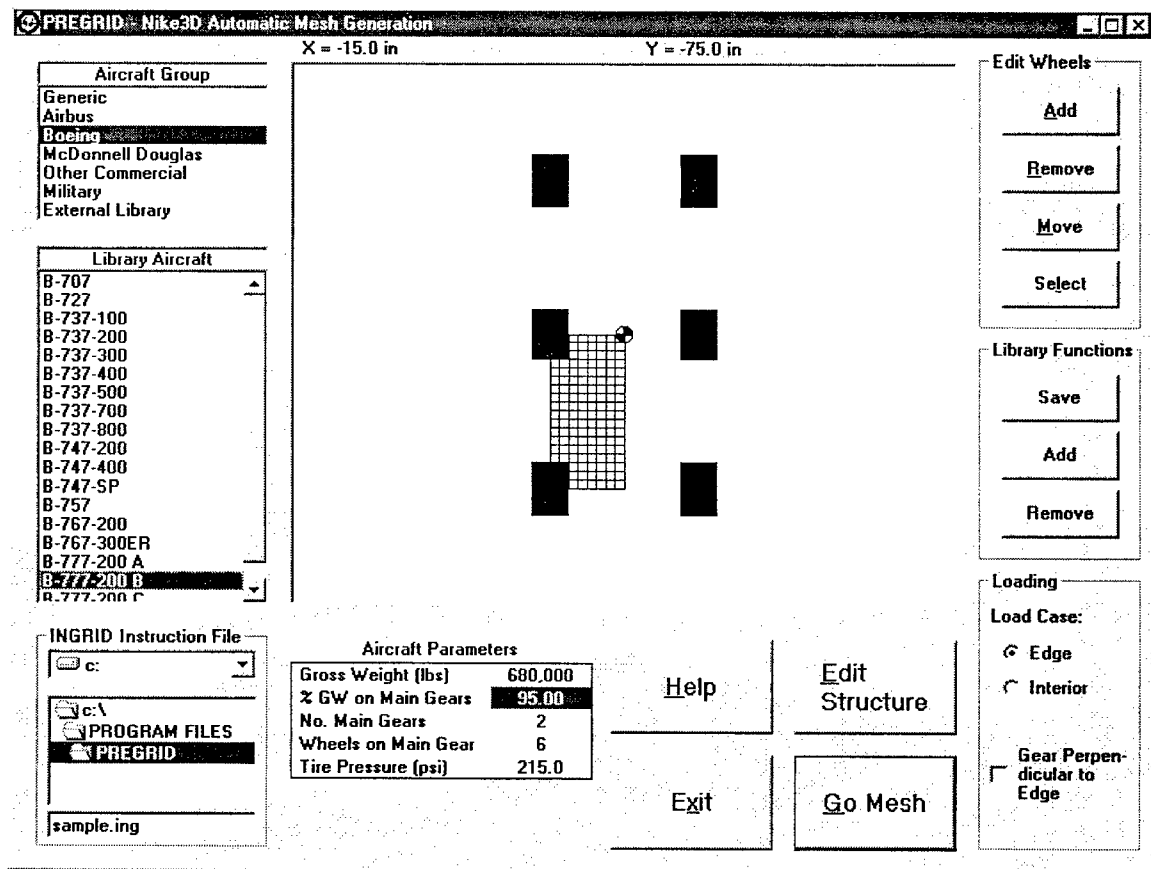 PREGRID - Nike3D Automatic Mesh Generation
X = -15.0 in
Y = -75.0 in
Aircraft Group
Generic
Airbus
Boeing
McDonnell Douglas
Other Commercial
Military
External Library
Library Aircraft
B-707
B-727
B-737-100
B-737-200
B-737-300
B-737-400
B-737-500
B-737-700
B-737-800
B-747-200
B-747-400
B-747-SP
B-757
B-767-200
B-767-300ER
B-777-200 A
B-777-200 B
B-777-200 C
INGRID Instruction File
c:
c:\
PROGRAM FILES
PREGRID
sample.ing
Aircraft Parameters
Gross Weight (lbs) 680,000
% GW on Main Gears 95.00
No. Main Gears 2
Wheels on Main Gear 6
Tire Pressure (psi) 215.0
Help
Edit
Structure
Exit
Go Mesh
Edit Wheels
Add
Remove
Move
Select
Library Functions
Save
Add
Remove
Loading
Load Case:
Edge
Interior
Gear Perpen-
dicular to
Edge